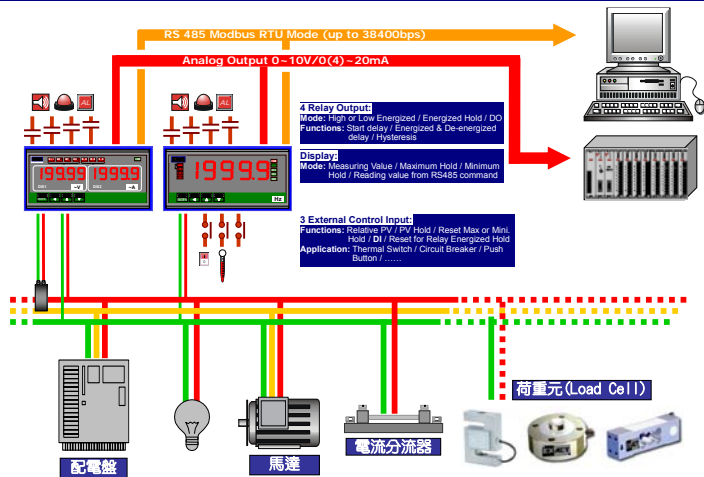 RS 485 Modbus RTU Mode (up to 38400bps)
Analog Output 0~10V/0(4)~20mA
AL
AL
4 Relay Output:
Mode: High or Low Energized / Energized Hold / DO
Functions: Start delay / Energized & De-energized
delay / Hysteresis
19999
19999
~V
~A
19999
Hz
Display:
Mode: Measuring Value / Maximum Hold / Minimum
Hold / Reading value from RS485 command
3 External Control Input:
Functions: Relative PV / PV Hold / Reset Max or Mini.
Hold / DI / Reset for Relay Energized Hold
Application: Thermal Switch / Circuit Breaker / Push
Button / ......
荷重元(Load Cell)
配電盤
馬達
電流分流器